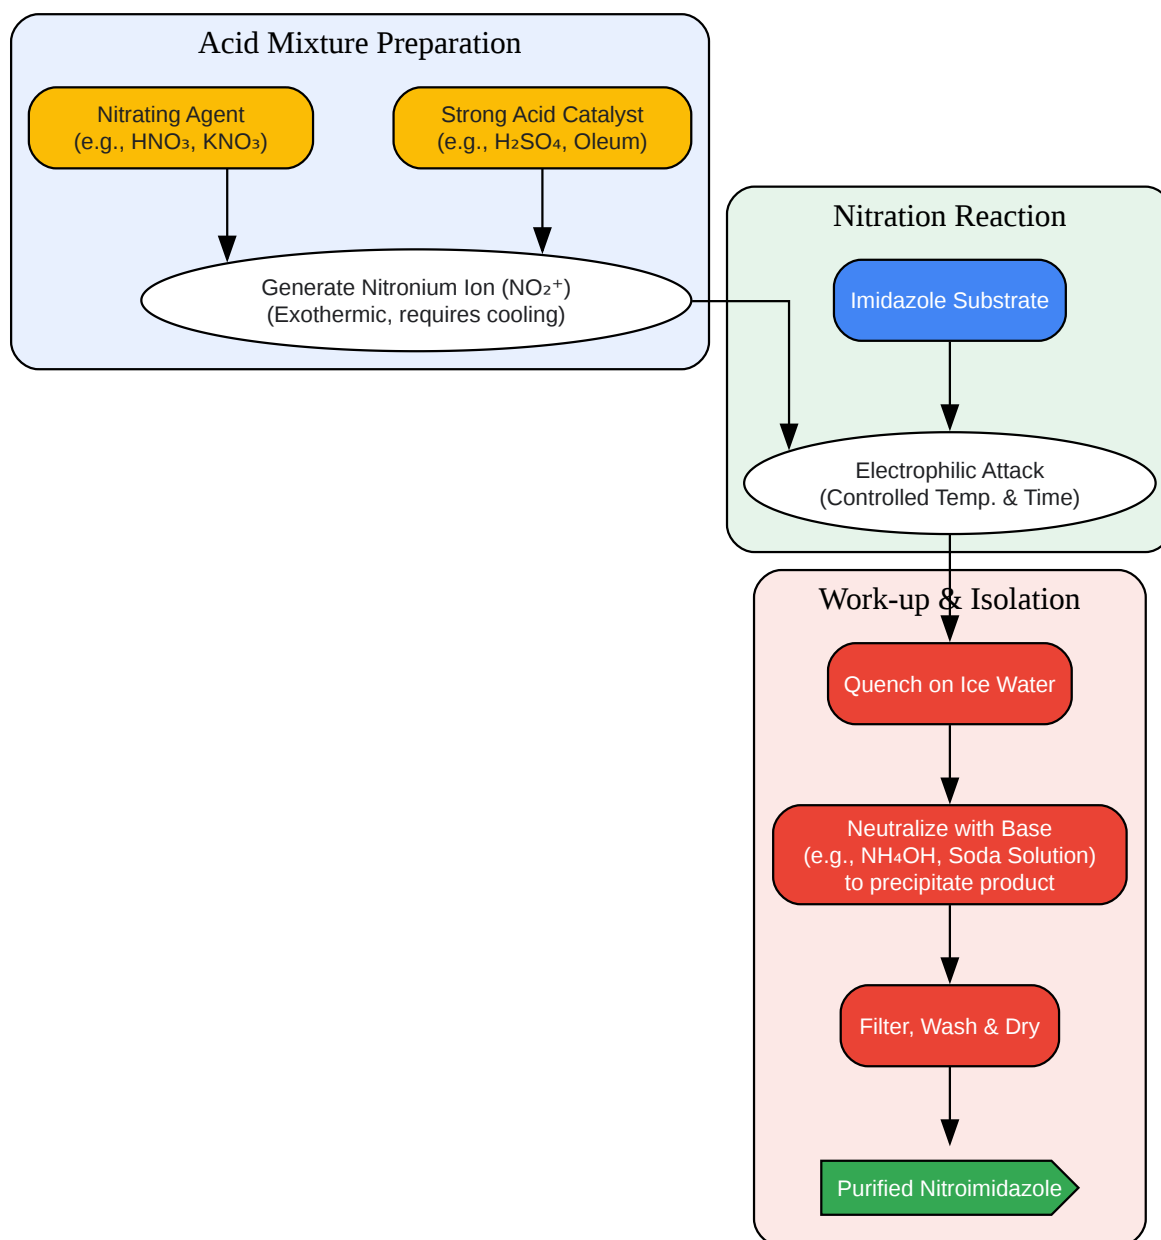 Acid Mixture Preparation
Nitrating Agent
(e.g., HNO₃, KNO₃)
Strong Acid Catalyst
(e.g., H₂SO₄, Oleum)
Generate Nitronium Ion (NO₂⁺)
(Exothermic, requires cooling)
Nitration Reaction
Imidazole Substrate
Electrophilic Attack
(Controlled Temp. & Time)
Work-up & Isolation
Quench on Ice Water
Neutralize with Base
(e.g., NH₄OH, Soda Solution)
to precipitate product
Filter, Wash & Dry
Purified Nitroimidazole